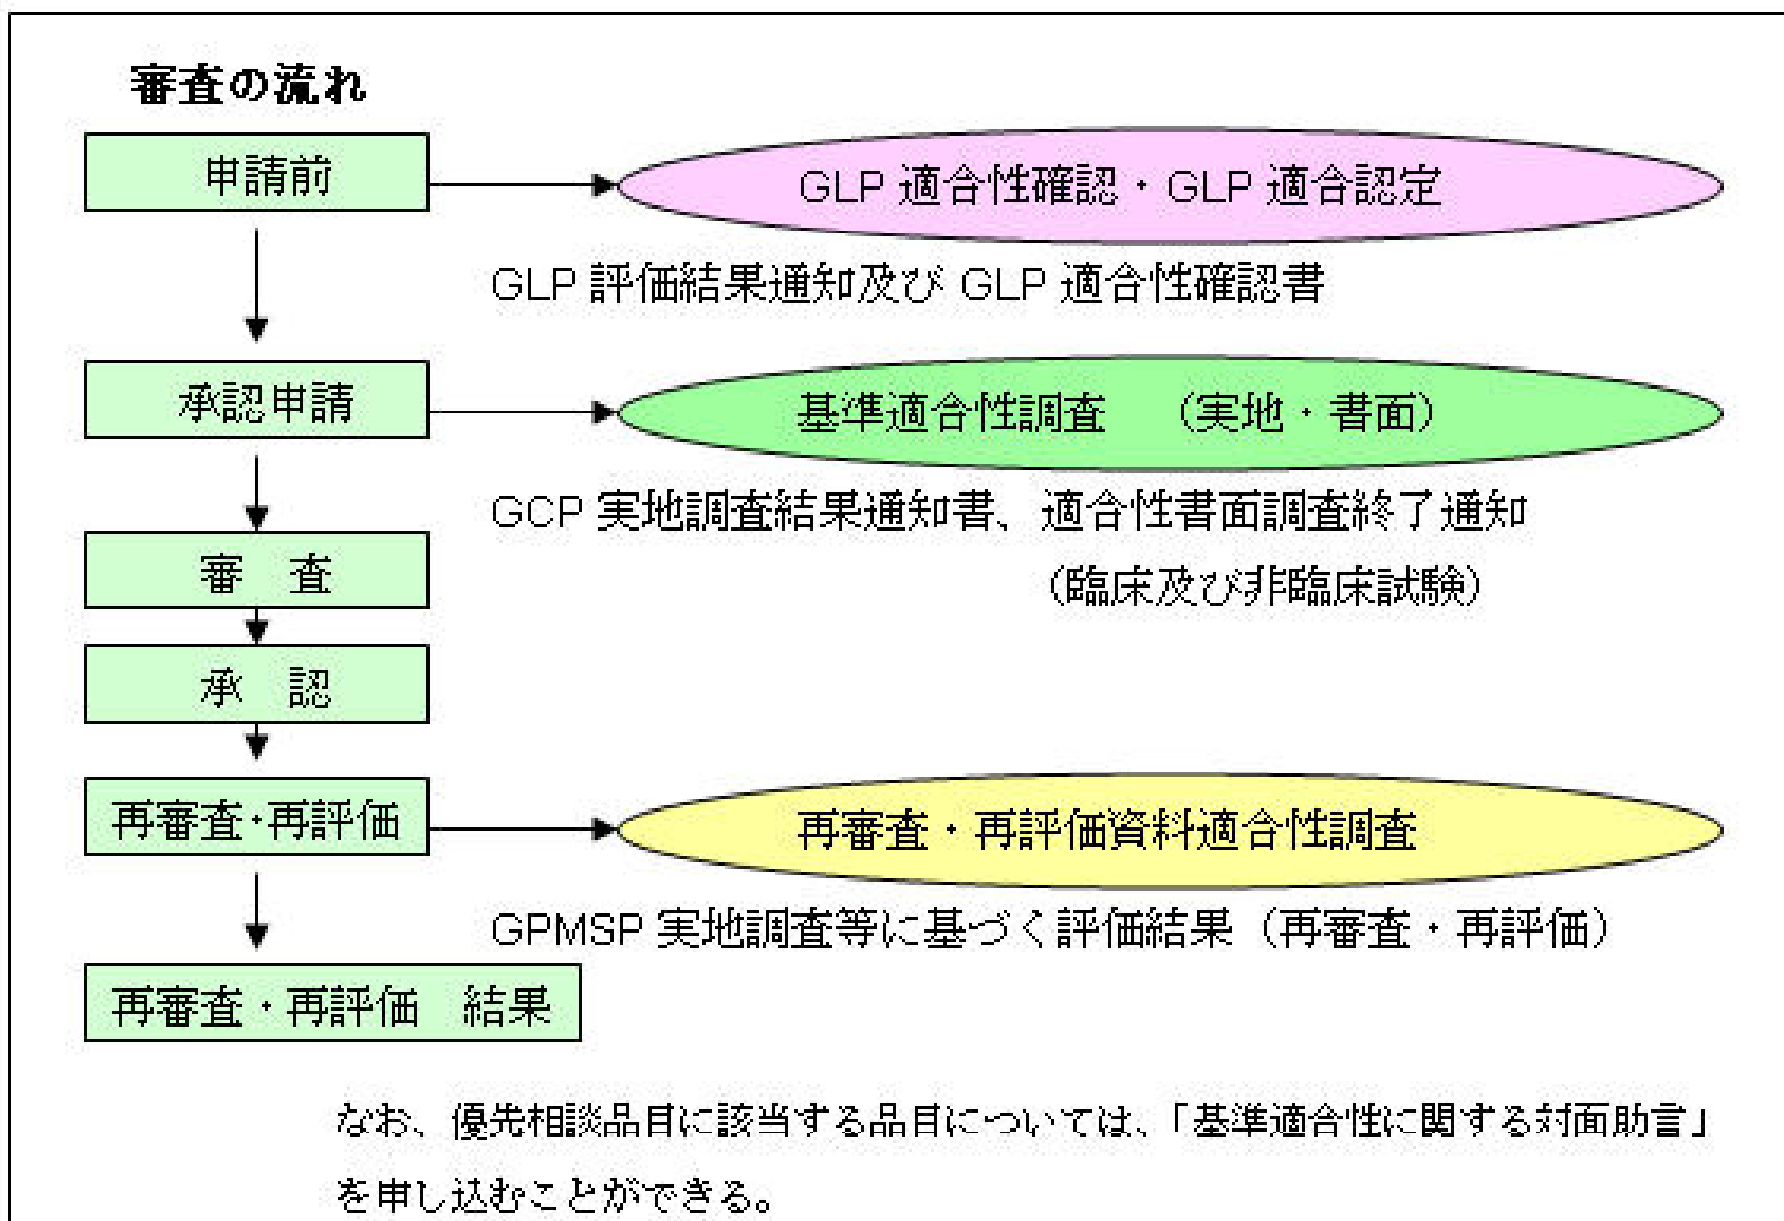 審査の流れ
申請前
GLP 適合性確認・GLP 適合認定
GLP 評価結果通知及び GLP 適合性確認書
承認申請
基準適合性調査　（実地・書面）
GCP 実地調査結果通知書、適合性書面調査終了通知
（臨床及び非臨床試験）
審　査
承　認
再審査・再評価
再審査・再評価資料適合性調査
GPMSP 実地調査等に基づく評価結果（再審査・再評価）
再審査・再評価　結果
なお、優先相談品目に該当する品目については、「基準適合性に関する対面助言」
を申し込むことができる。